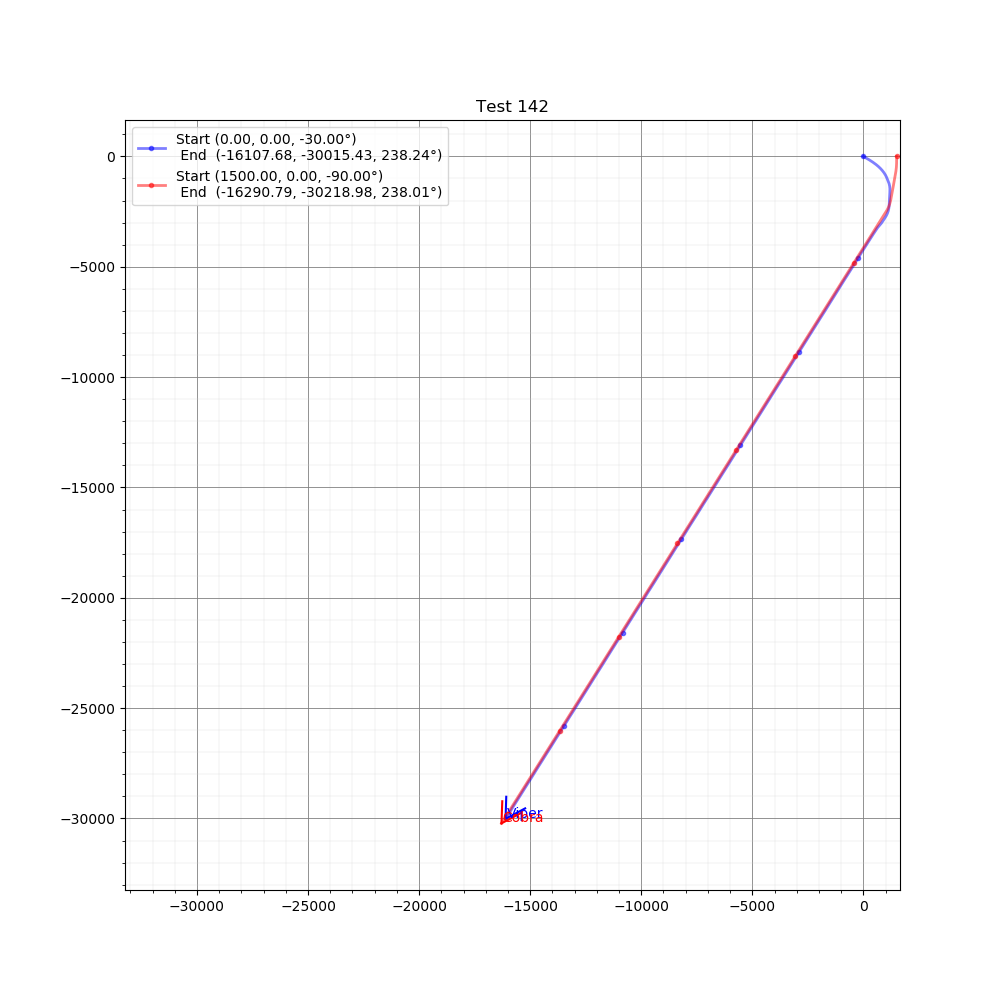 Test 142
Start (0.00, 0.00, -30.00°)
End  (-16107.68, -30015.43, 238.24°)
Start (1500.00, 0.00, -90.00°)
End  (-16290.79, -30218.98, 238.01°)
0
−5000
−10000
−15000
−20000
−25000
−30000
Viper
Cobra
−30000 −25000 −20000 −15000 −10000 −5000 0